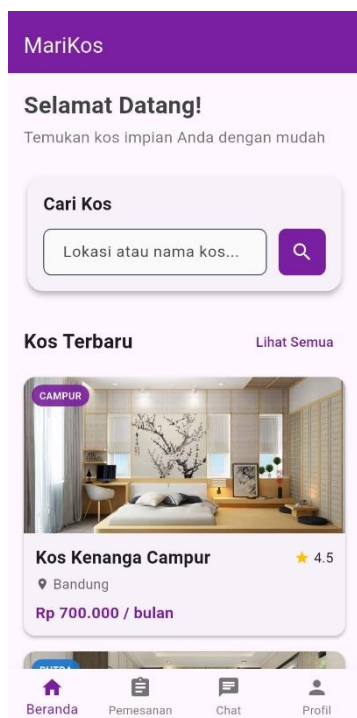 MariKos
Selamat Datang!
Temukan kos impian Anda dengan mudah
Cari Kos
Lokasi atau nama kos...
Kos Terbaru
Lihat Semua
CAMPUR
Kos Kenanga Campur
4.5
Bandung
Rp 700.000 / bulan
PUTRA
Beranda
Pemesanan
Chat
Profil